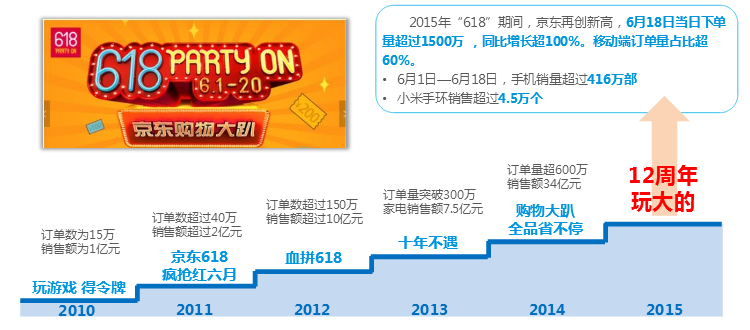 618
PARTY ON
618 PARTY ON
6.1-20
京东购物大趴
¥200
2015年“618”期间，京东再创新高，6月18日当日下单
量超过1500万 ，同比增长超100%。移动端订单量占比超
60%。
• 6月1日—6月18日，手机销量超过416万部
• 小米手环销售超过4.5万个
12周年
玩大的
订单量超600万
销售额34亿元
购物大趴
全品省不停
订单量突破300万
家电销售额7.5亿元
十年不遇
订单数超过150万
销售额超过10亿元
血拼618
订单数超过40万
销售额超过2亿元
京东618
疯抢红六月
订单数为15万
销售额为1亿元
玩游戏 得令牌
2010
2011
2012
2013
2014
2015